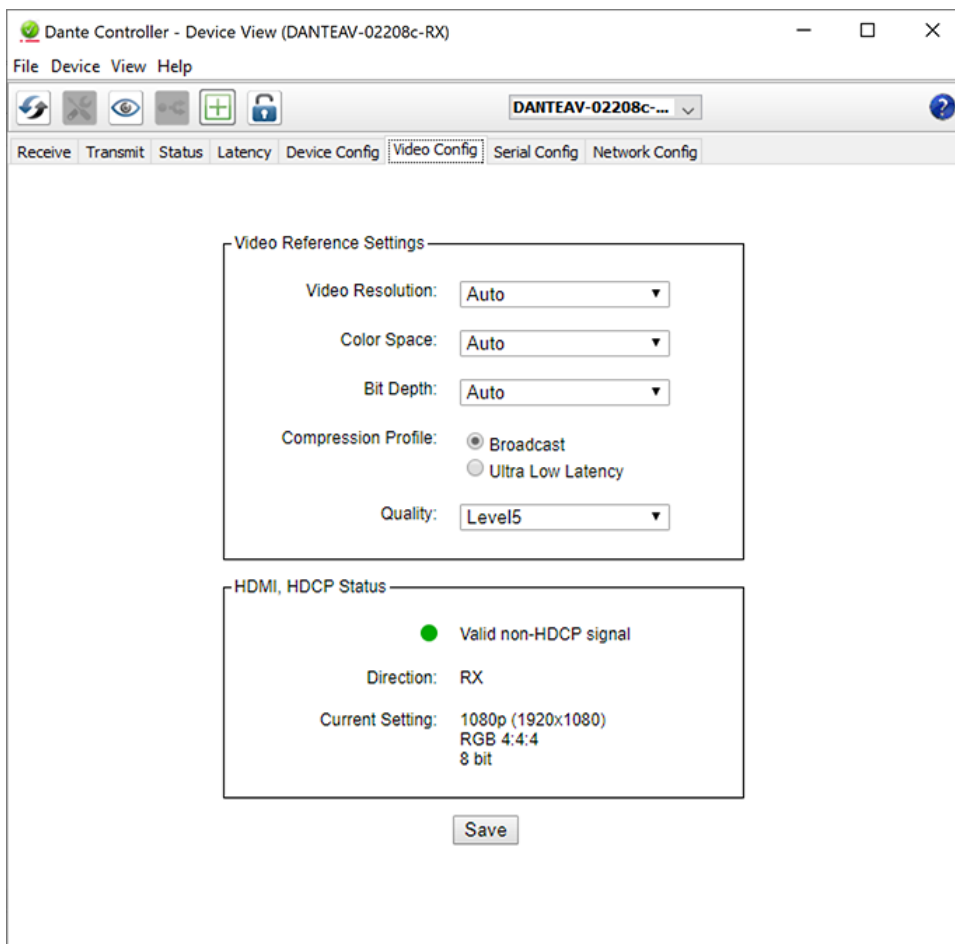 Dante Controller - Device View (DANTEAV-02208c-RX)
File Device View Help
DANTEAV-02208c-...
?
Receive Transmit Status Latency Device Config Video Config Serial Config Network Config
Video Reference Settings
Video Resolution: Auto
Color Space: Auto
Bit Depth: Auto
Compression Profile: Broadcast
Ultra Low Latency
Quality: Level5
HDMI, HDCP Status
Valid non-HDCP signal
Direction: RX
Current Setting: 1080p (1920x1080)
RGB 4:4:4
8 bit
Save